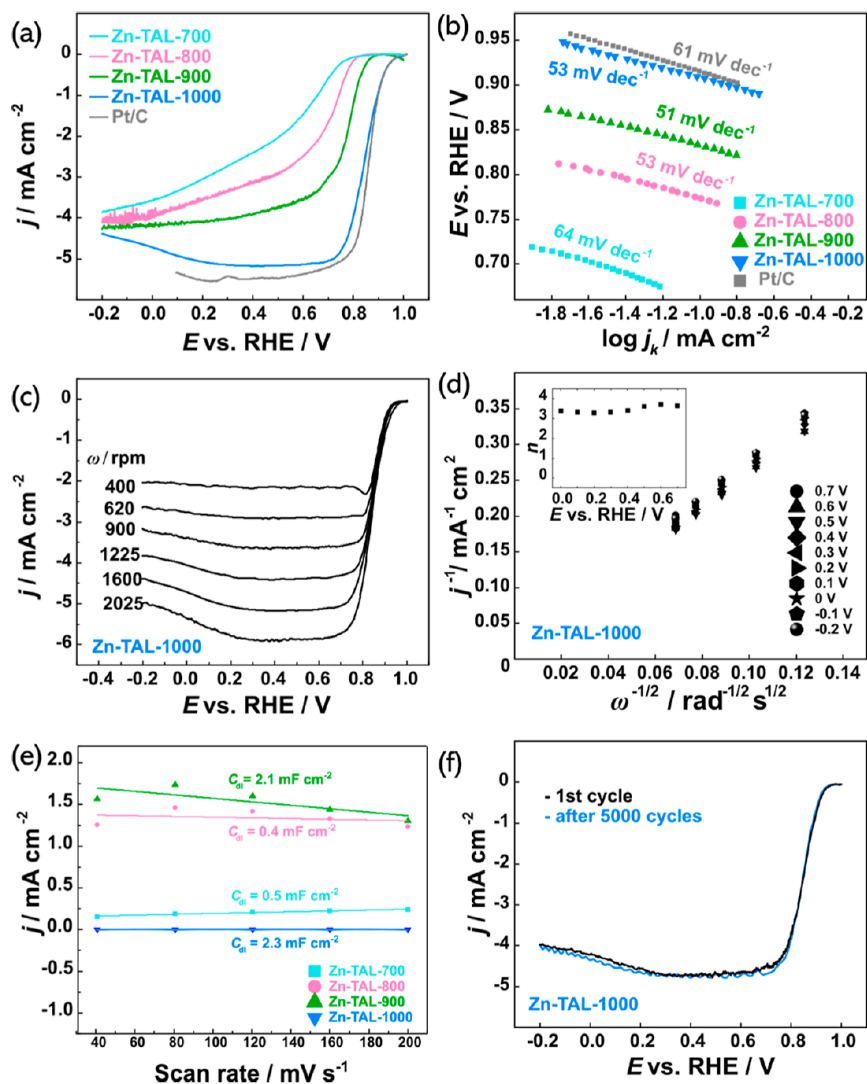 (a)
Zn-TAL-700
Zn-TAL-800
Zn-TAL-900
Zn-TAL-1000
Pt/C
j / mA cm⁻²
0
-1
-2
-3
-4
-5
-0.2 0.0 0.2 0.4 0.6 0.8 1.0
E vs. RHE / V
(b)
E vs. RHE / V
0.95
0.90
0.85
0.80
0.75
0.70
61 mV dec⁻¹
53 mV dec⁻¹
51 mV dec⁻¹
53 mV dec⁻¹
64 mV dec⁻¹
Zn-TAL-700
Zn-TAL-800
Zn-TAL-900
Zn-TAL-1000
Pt/C
-1.8 -1.6 -1.4 -1.2 -1.0 -0.8 -0.6 -0.4 -0.2
log jₖ / mA cm⁻²
(c)
j / mA cm⁻²
0
-1
-2
-3
-4
-5
-6
ω / rpm
400
620
900
1225
1600
2025
Zn-TAL-1000
-0.4 -0.2 0.0 0.2 0.4 0.6 0.8 1.0
E vs. RHE / V
(d)
j⁻¹/ mA⁻¹ cm²
0.35
0.30
0.25
0.20
0.15
0.10
0
n
4
3
2
1
0
0.0 0.2 0.4 0.6
E vs. RHE / V
0.7 V
0.6 V
0.5 V
0.4 V
0.3 V
0.2 V
0.1 V
0 V
-0.1 V
-0.2 V
Zn-TAL-1000
0.02 0.04 0.06 0.08 0.10 0.12 0.14
ω⁻¹/² / rad⁻¹/² s¹/²
(e)
j / mA cm⁻²
2.0
1.5
1.0
0.5
0.0
-0.5
-1.0
Cdl= 2.1 mF cm⁻²
Cdl = 0.4 mF cm⁻²
Cdl = 0.5 mF cm⁻²
Cdl = 2.3 mF cm⁻²
Zn-TAL-700
Zn-TAL-800
Zn-TAL-900
Zn-TAL-1000
40 60 80 100 120 140 160 180 200
Scan rate / mV s⁻¹
(f)
j / mA cm⁻²
0
-1
-2
-3
-4
-5
- 1st cycle
- after 5000 cycles
Zn-TAL-1000
-0.2 0.0 0.2 0.4 0.6 0.8 1.0
E vs. RHE / V